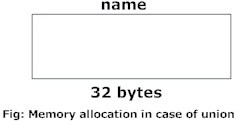 name
32 bytes
Fig: Memory allocation in case of union